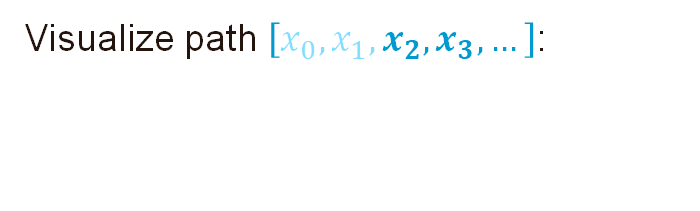 Visualize path [x₀, x₁, x₂, x₃, ... ]: